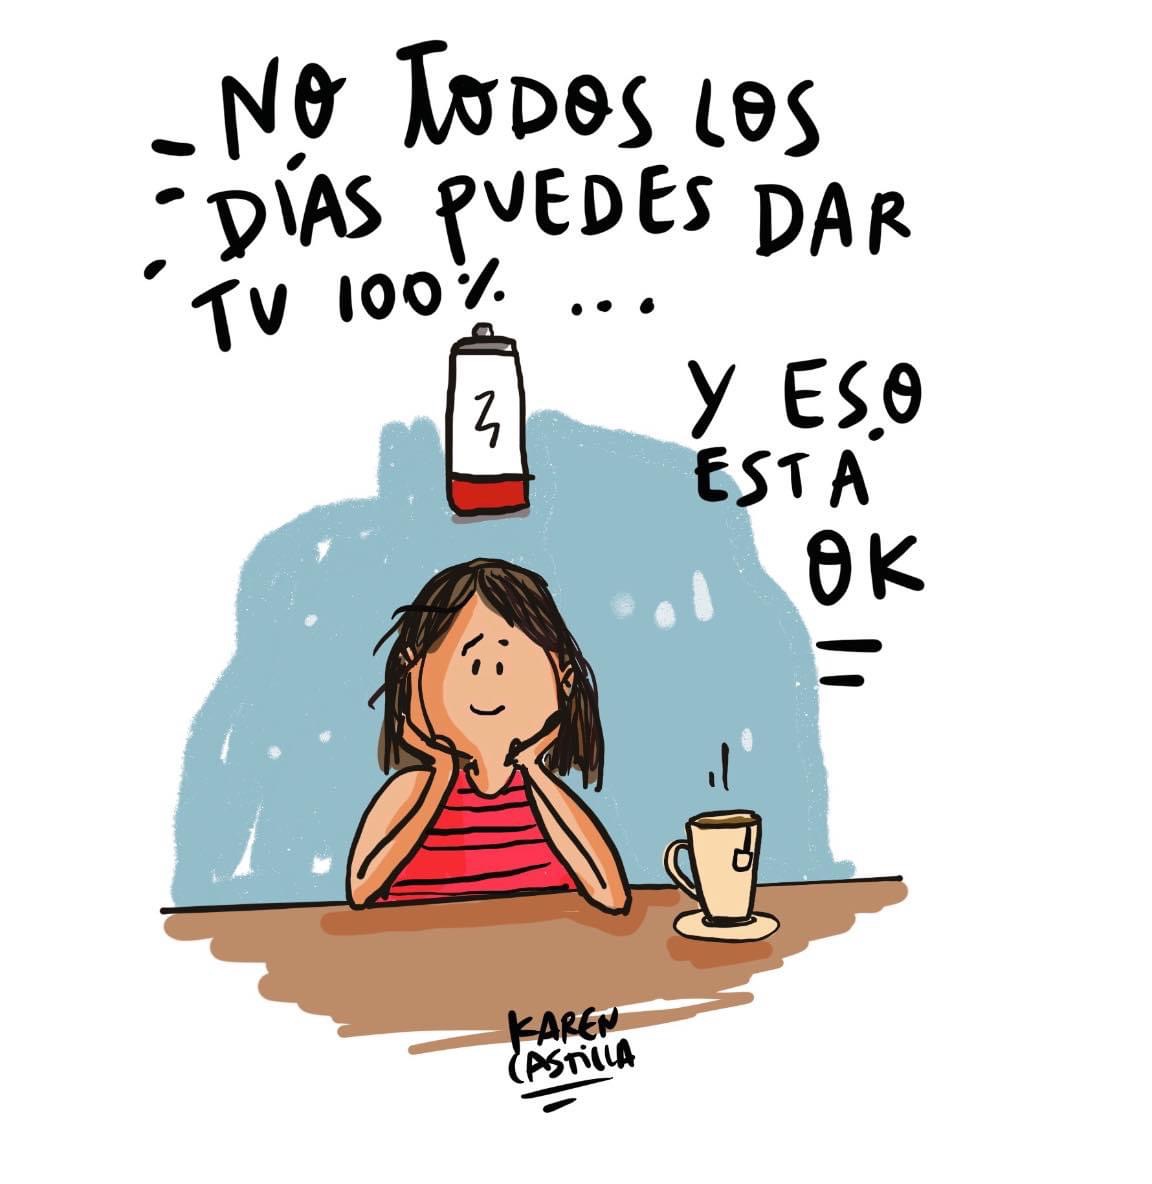 NO TODOS LOS
DÍAS PUEDES DAR
TU 100% ...
Y ESO
ESTÁ
OK
KAREN
CASTILLA